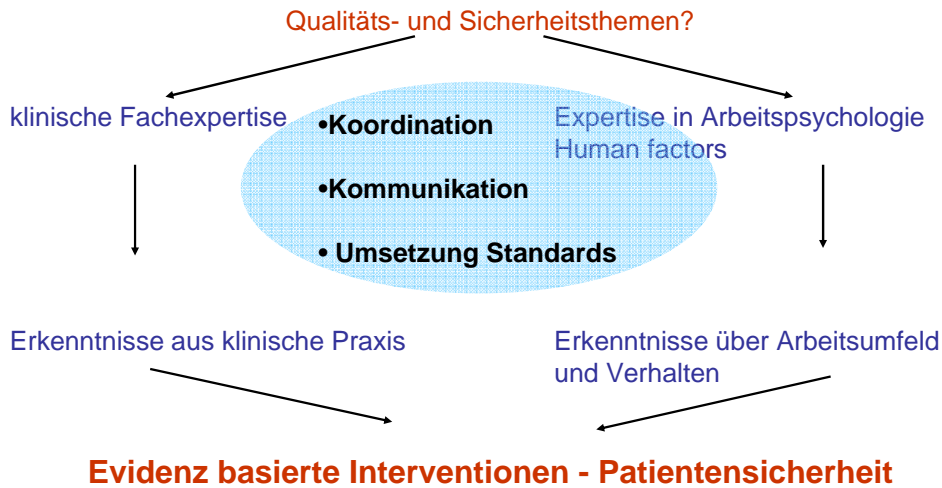 Qualitäts- und Sicherheitsthemen?
klinische Fachexpertise
•Koordination
Expertise in Arbeitspsychologie
Human factors
•Kommunikation
• Umsetzung Standards
Erkenntnisse aus klinische Praxis
Erkenntnisse über Arbeitsumfeld
und Verhalten
Evidenz basierte Interventionen - Patientensicherheit